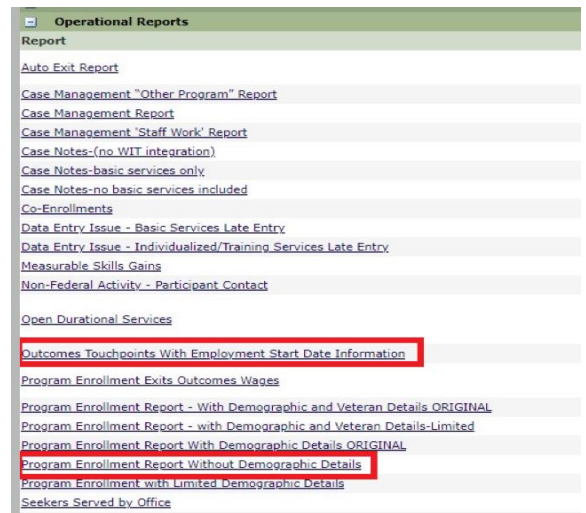 Operational Reports
Report
Auto Exit Report
Case Management "Other Program" Report
Case Management Report
Case Management 'Staff Work' Report
Case Notes-(no WIT integration)
Case Notes-basic services only
Case Notes-no basic services included
Co-Enrollments
Data Entry Issue - Basic Services Late Entry
Data Entry Issue - Individualized/Training Services Late Entry
Measurable Skills Gains
Non-Federal Activity - Participant Contact
Open Durational Services
Outcomes Touchpoints With Employment Start Date Information
Program Enrollment Exits Outcomes Wages
Program Enrollment Report - With Demographic and Veteran Details ORIGINAL
Program Enrollment Report - with Demographic and Veteran Details-Limited
Program Enrollment Report With Demographic Details ORIGINAL
Program Enrollment Report Without Demographic Details
Program Enrollment with Limited Demographic Details
Seekers Served by Office